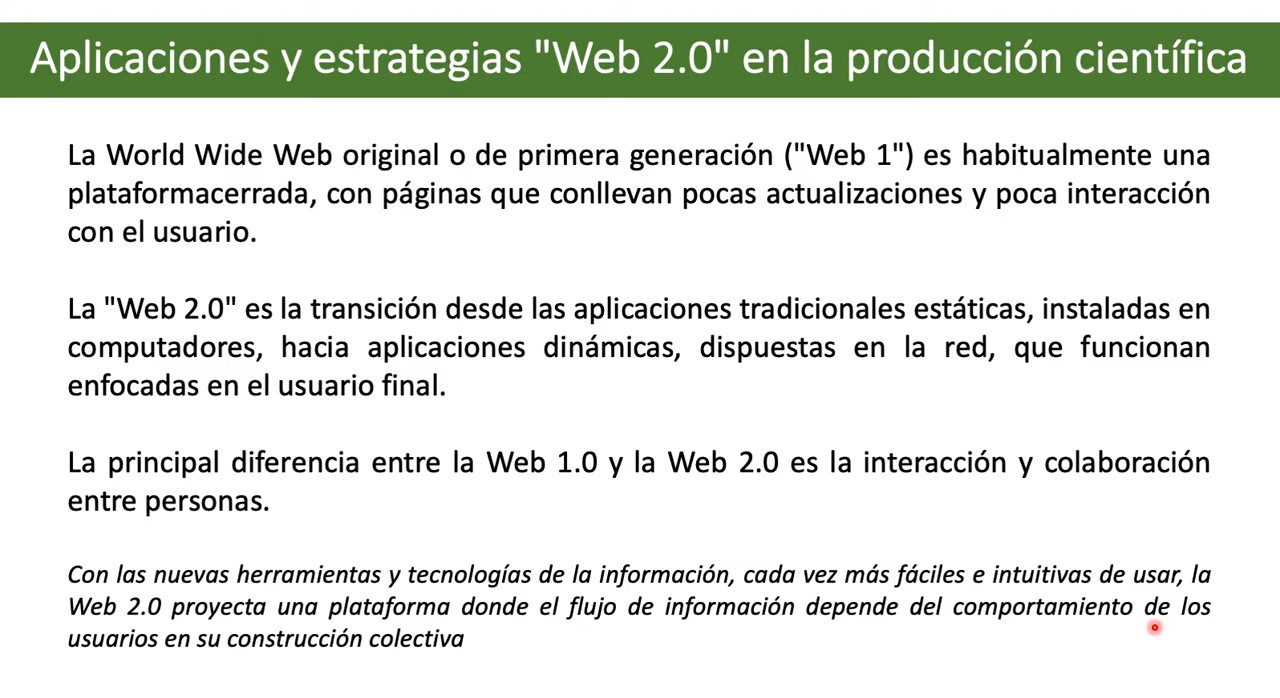 Aplicaciones y estrategias "Web 2.0" en la producción científica
La World Wide Web original o de primera generación ("Web 1") es habitualmente una
plataformacerrada, con páginas que conllevan pocas actualizaciones y poca interacción
con el usuario.
La "Web 2.0" es la transición desde las aplicaciones tradicionales estáticas, instaladas en
computadores, hacia aplicaciones dinámicas, dispuestas en la red, que funcionan
enfocadas en el usuario final.
La principal diferencia entre la Web 1.0 y la Web 2.0 es la interacción y colaboración
entre personas.
Con las nuevas herramientas y tecnologías de la información, cada vez más fáciles e intuitivas de usar, la
Web 2.0 proyecta una plataforma donde el flujo de información depende del comportamiento de los
usuarios en su construcción colectiva